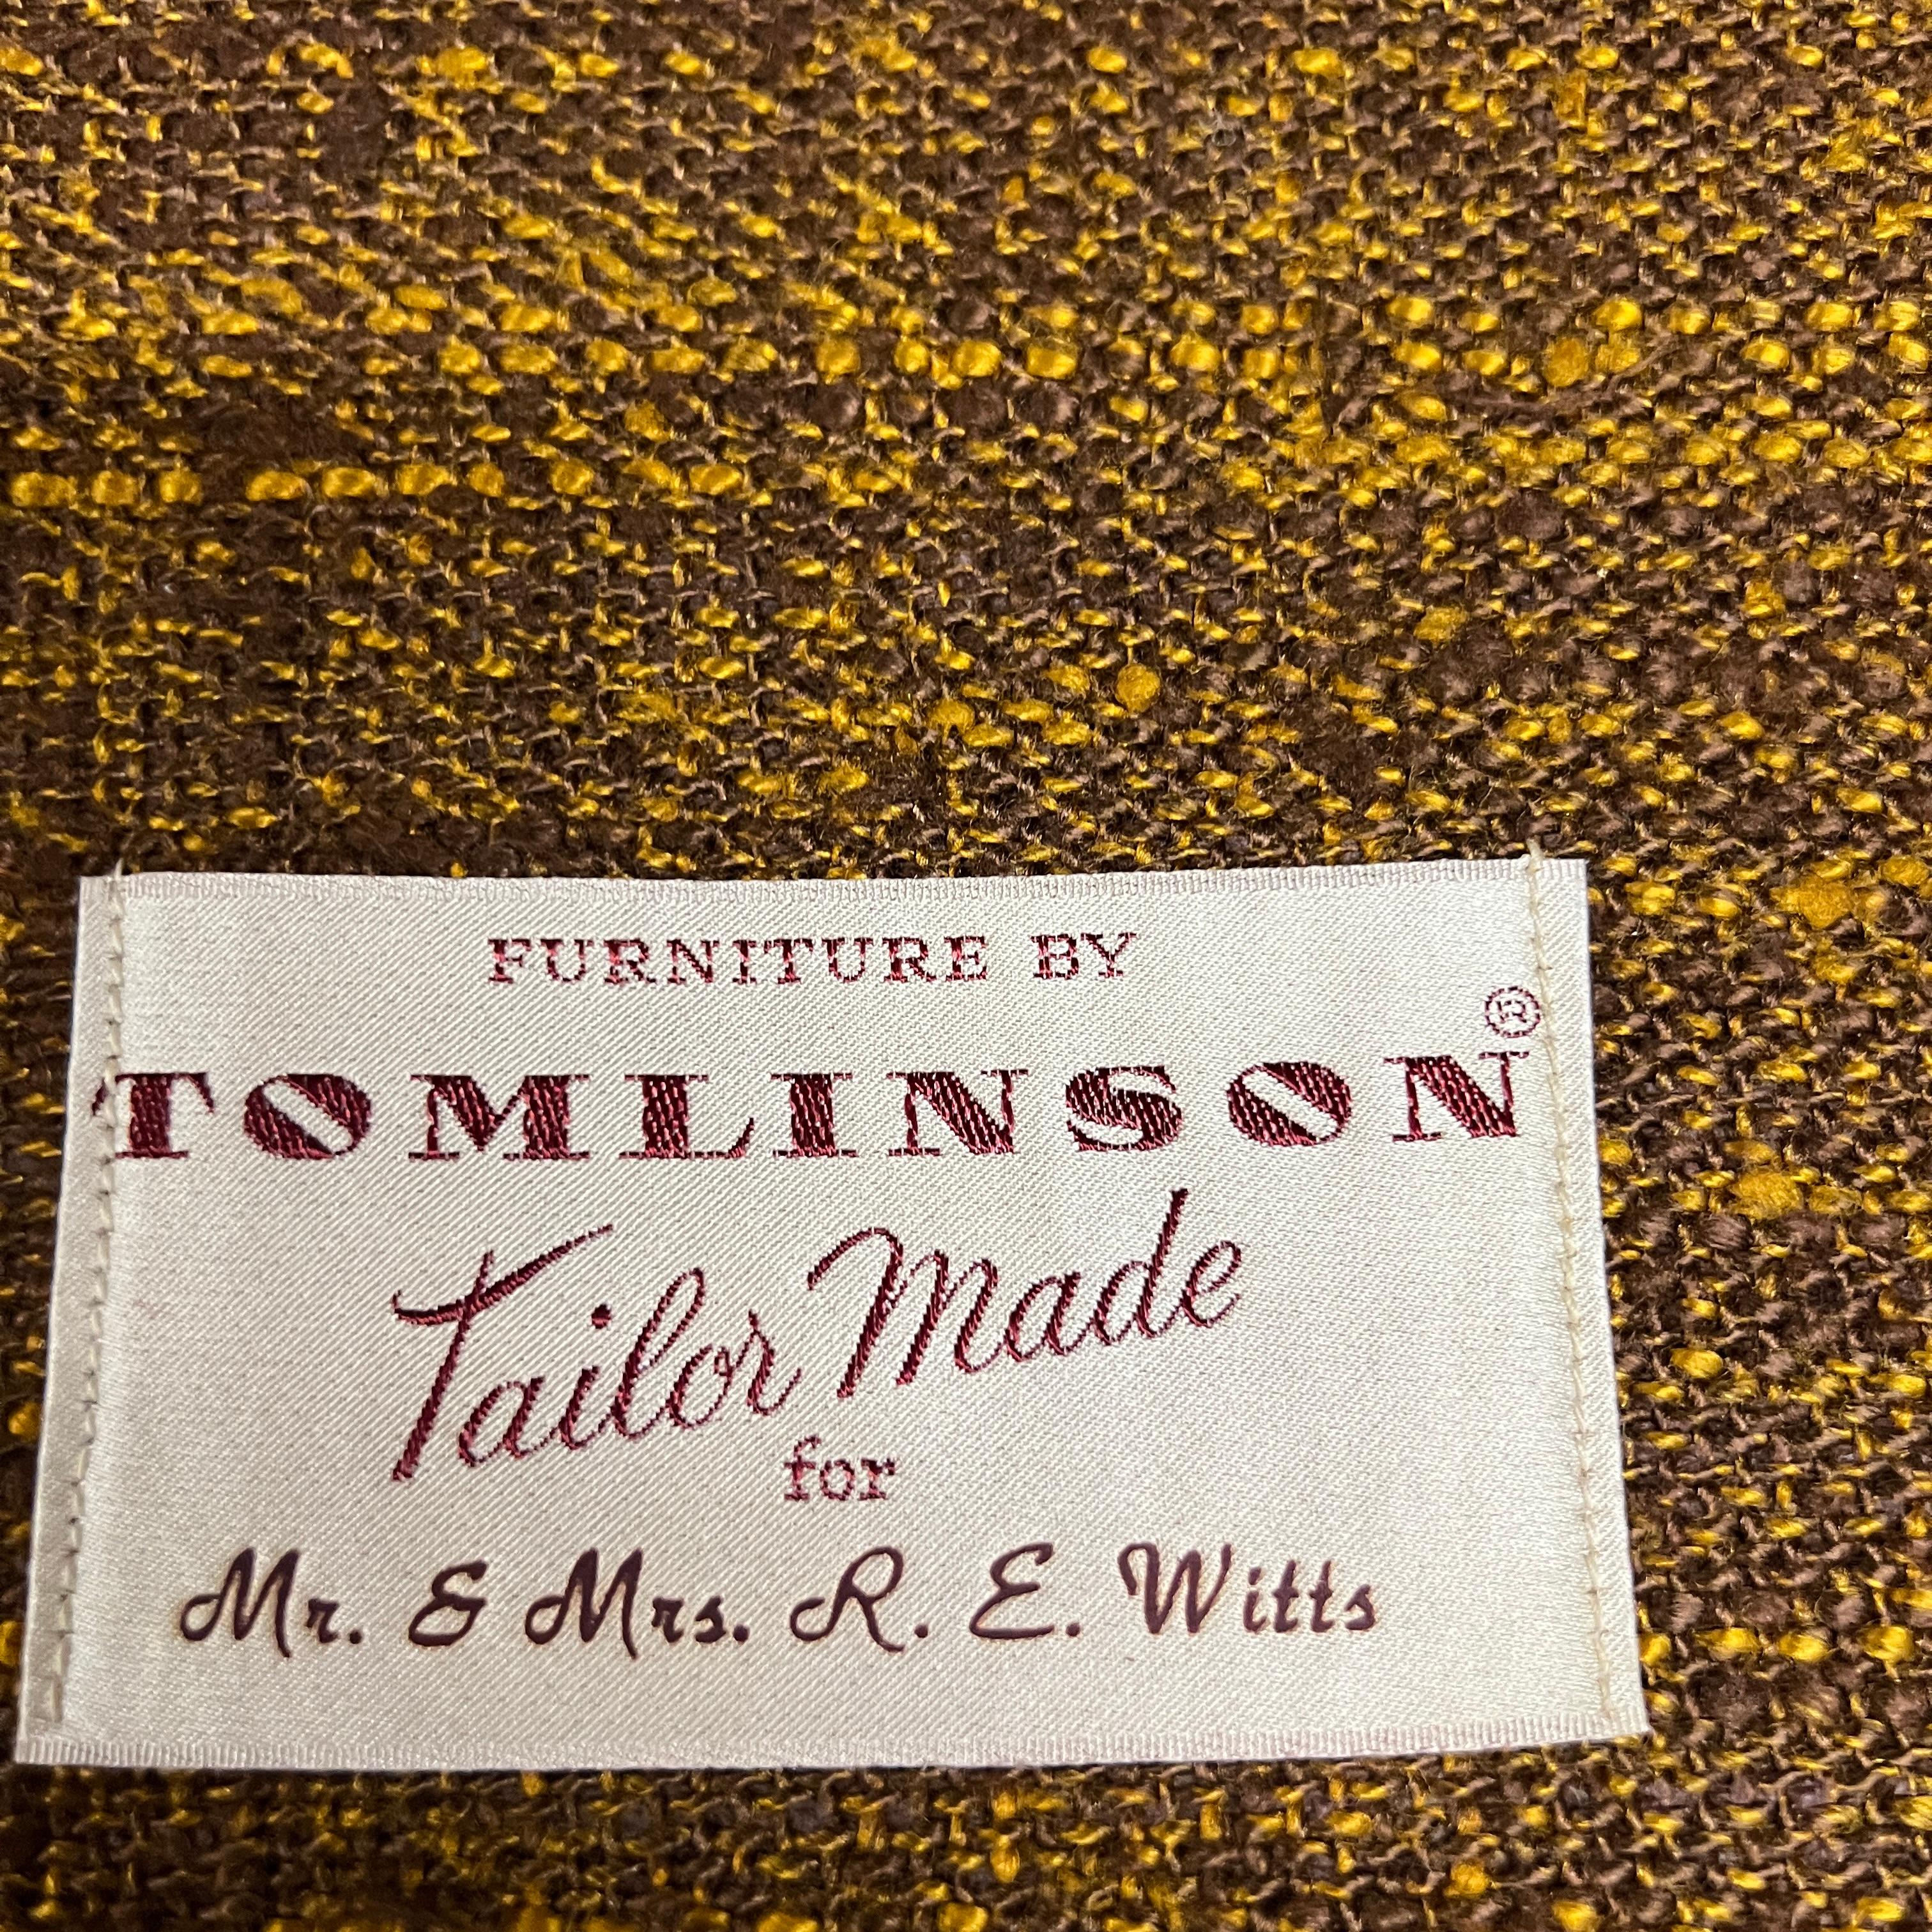 FURNITURE BY
TOMLINSON®
Tailor Made
for
Mr. & Mrs. R. E. Witts